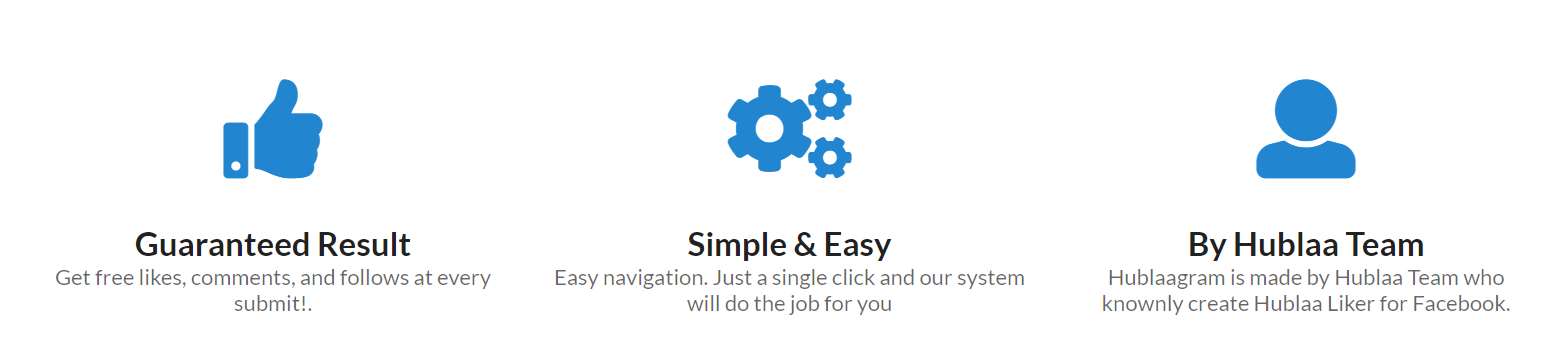 Guaranteed Result
Get free likes, comments, and follows at every
submit!.
Simple & Easy
Easy navigation. Just a single click and our system
will do the job for you
By Hublaa Team
Hublaagram is made by Hublaa Team who
knownly create Hublaa Liker for Facebook.